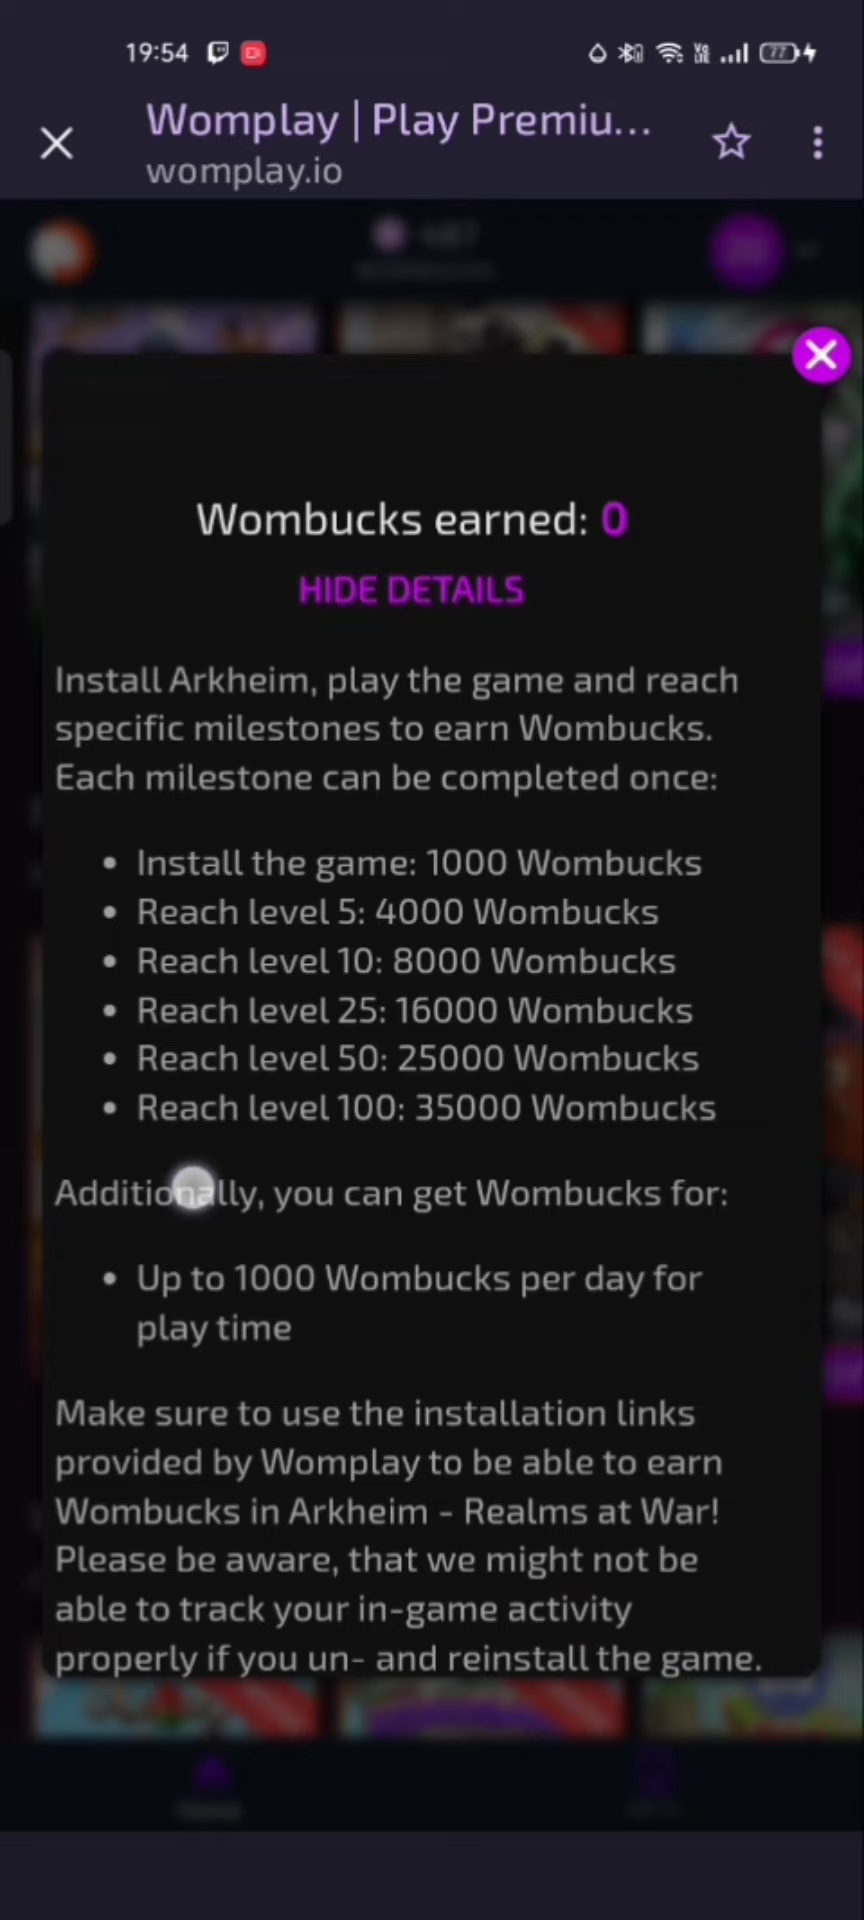 19:54
77
Womplay | Play Premiu...
womplay.io
Wombucks earned: 0
HIDE DETAILS
Install Arkheim, play the game and reach
specific milestones to earn Wombucks.
Each milestone can be completed once:
• Install the game: 1000 Wombucks
• Reach level 5: 4000 Wombucks
• Reach level 10: 8000 Wombucks
• Reach level 25: 16000 Wombucks
• Reach level 50: 25000 Wombucks
• Reach level 100: 35000 Wombucks
Additionally, you can get Wombucks for:
• Up to 1000 Wombucks per day for
play time
Make sure to use the installation links
provided by Womplay to be able to earn
Wombucks in Arkheim - Realms at War!
Please be aware, that we might not be
able to track your in-game activity
properly if you un- and reinstall the game.